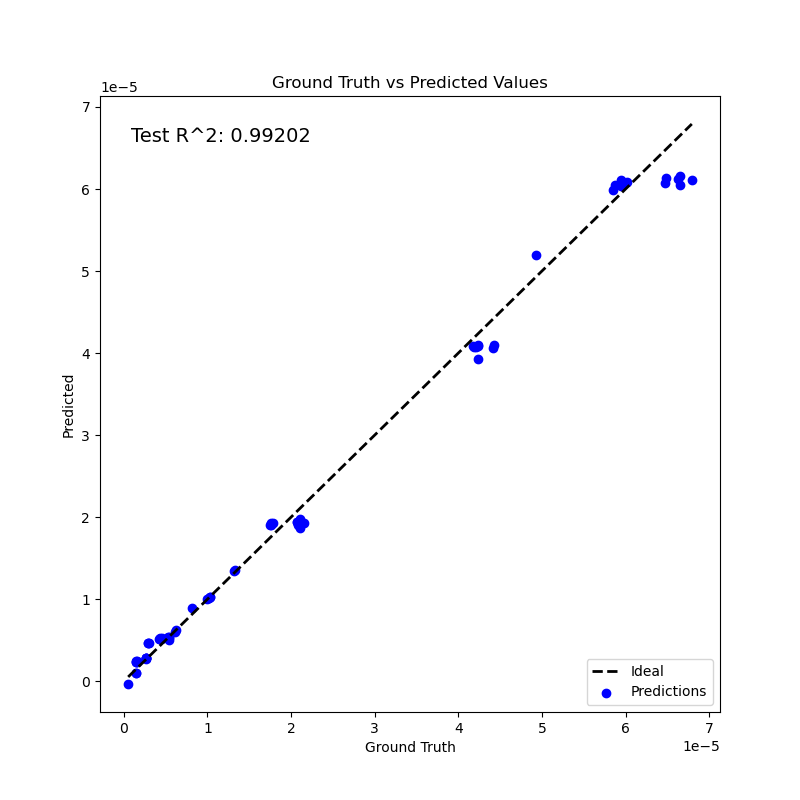 Ground Truth vs Predicted Values
1e−5
Test R^2: 0.99202
7
6
5
4
3
2
1
0
Predicted
Ideal
Predictions
0 1 2 3 4 5 6 7
Ground Truth
1e−5